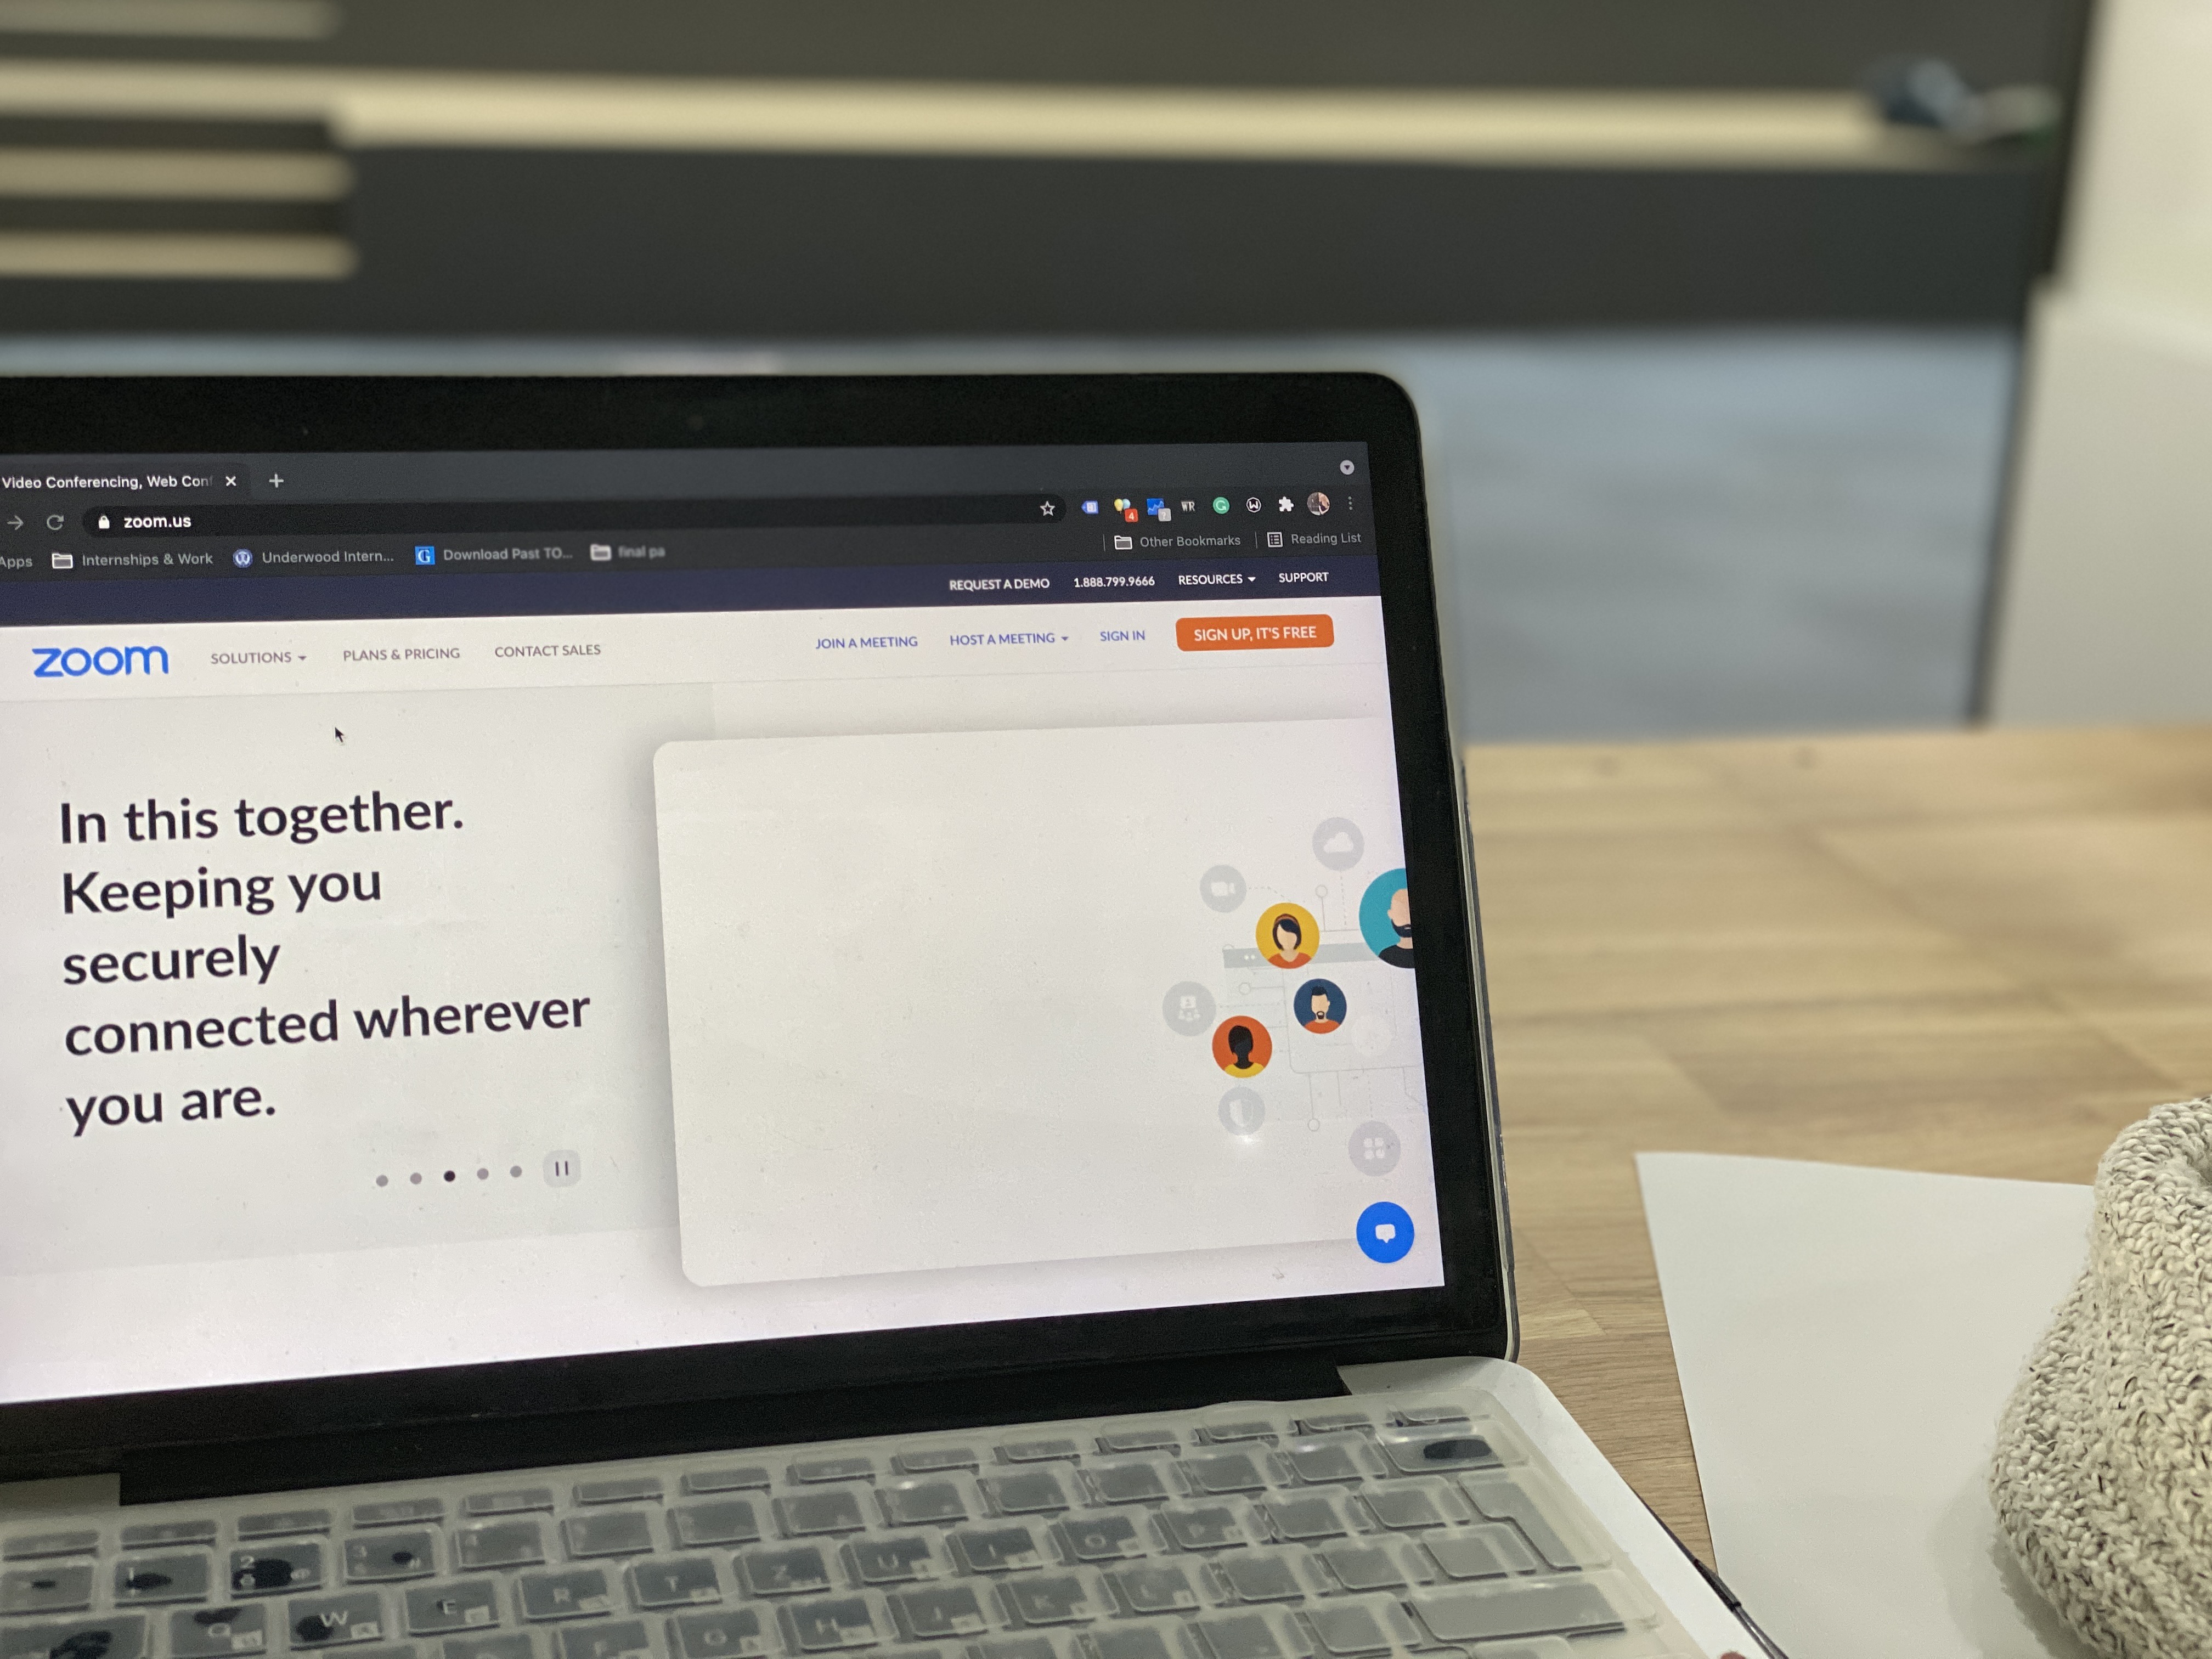 Video Conferencing, Web Conf
zoom.us
Apps Internships & Work Underwood Intern... Download Past TO... final pa Other Bookmarks Reading List
REQUEST A DEMO 1.888.799.9666 RESOURCES SUPPORT
zoom SOLUTIONS PLANS & PRICING CONTACT SALES JOIN A MEETING HOST A MEETING SIGN IN SIGN UP, IT'S FREE
In this together.
Keeping you
securely
connected wherever
you are.
2 3
Q W E R T Z U I O P
G H J K L